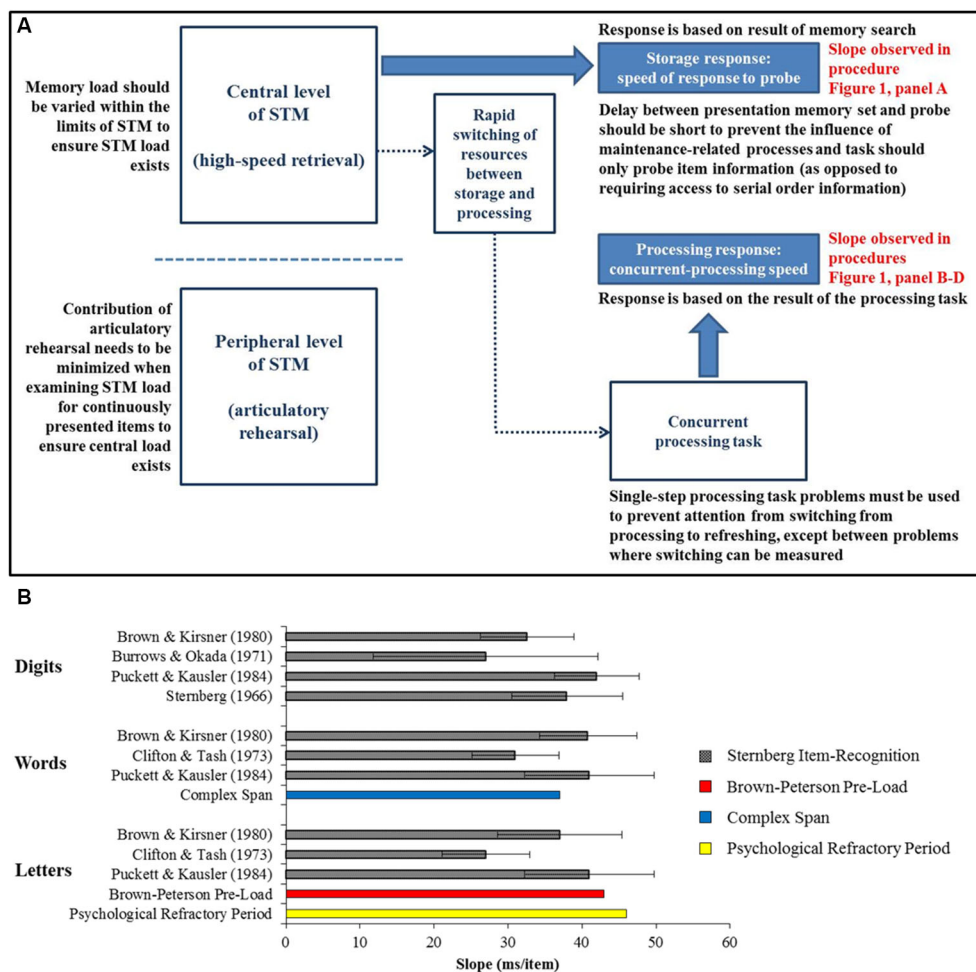 A
Memory load should
be varied within the
limits of STM to
ensure STM load
exists
Central level
of STM
(high-speed retrieval)
Rapid
switching of
resources
between
storage and
processing
Response is based on result of memory search
Storage response:
speed of response to probe
Slope observed in
procedure
Figure 1, panel A
Delay between presentation memory set and probe
should be short to prevent the influence of
maintenance-related processes and task should
only probe item information (as opposed to
requiring access to serial order information)
Processing response:
concurrent-processing speed
Slope observed in
procedures
Figure 1, panel B-D
Response is based on the result of the processing task
Contribution of
articulatory
rehearsal needs to be
minimized when
examining STM load
for continuously
presented items to
ensure central load
exists
Peripheral level
of STM
(articulatory
rehearsal)
Concurrent
processing task
Single-step processing task problems must be used
to prevent attention from switching from
processing to refreshing, except between problems
where switching can be measured
B
Digits
Brown & Kirsner (1980)
Burrows & Okada (1971)
Puckett & Kausler (1984)
Sternberg (1966)
Words
Brown & Kirsner (1980)
Clifton & Tash (1973)
Puckett & Kausler (1984)
Complex Span
Letters
Brown & Kirsner (1980)
Clifton & Tash (1973)
Puckett & Kausler (1984)
Brown-Peterson Pre-Load
Psychological Refractory Period
Sternberg Item-Recognition
Brown-Peterson Pre-Load
Complex Span
Psychological Refractory Period
0 10 20 30 40 50 60
Slope (ms/item)